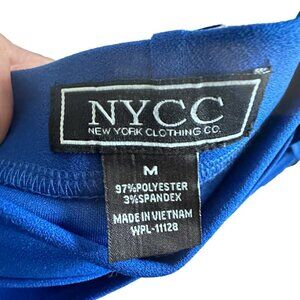 NYCC
NEW YORK CLOTHING CO.
M
97%POLYESTER
3%SPANDEX
MADE IN VIETNAM
WPL-11128